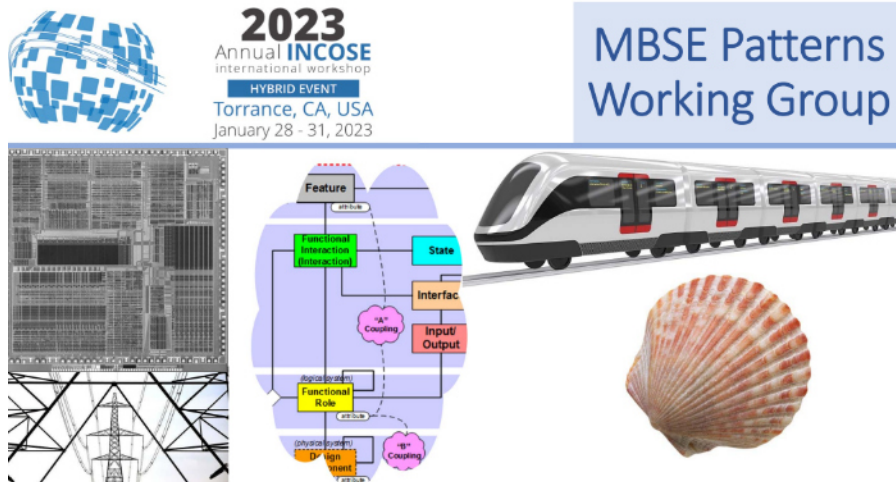 2023
Annual INCOSE
international workshop
HYBRID EVENT
Torrance, CA, USA
January 28 - 31, 2023
MBSE Patterns
Working Group
Feature
attribute
Functional
Interaction
(Interaction)
State
Interfac
"A"
Coupling
Input/
Output
(logical system)
Functional
Role
attribute
(physical system)
"B"
Coupling
attribute